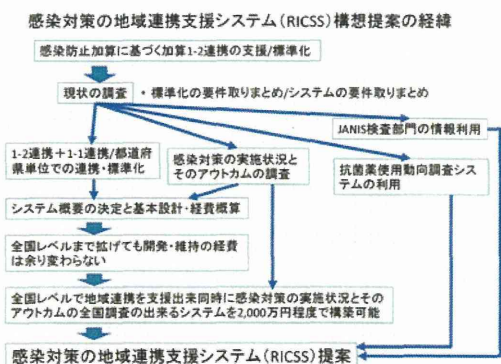 感染対策の地域連携支援システム(RICSS)構想提案の経緯
感染防止加算に基づく加算1-2連携の支援/標準化
現状の調査 ・標準化の要件取りまとめ/システムの要件取りまとめ
JANIS検査部門の情報利用
1-2連携+1-1連携/都道府
県単位での連携・標準化
感染対策の実施状況と
そのアウトカムの調査
抗菌薬使用動向調査シス
テムの利用
システム概要の決定と基本設計・経費概算
全国レベルまで拡げても開発・維持の経費
は余り変わらない
全国レベルで地域連携を支援出来同時に感染対策の実施状況とその
アウトカムの全国調査の出来るシステムを2,000万円程度で構築可能
感染対策の地域連携支援システム(RICSS)提案